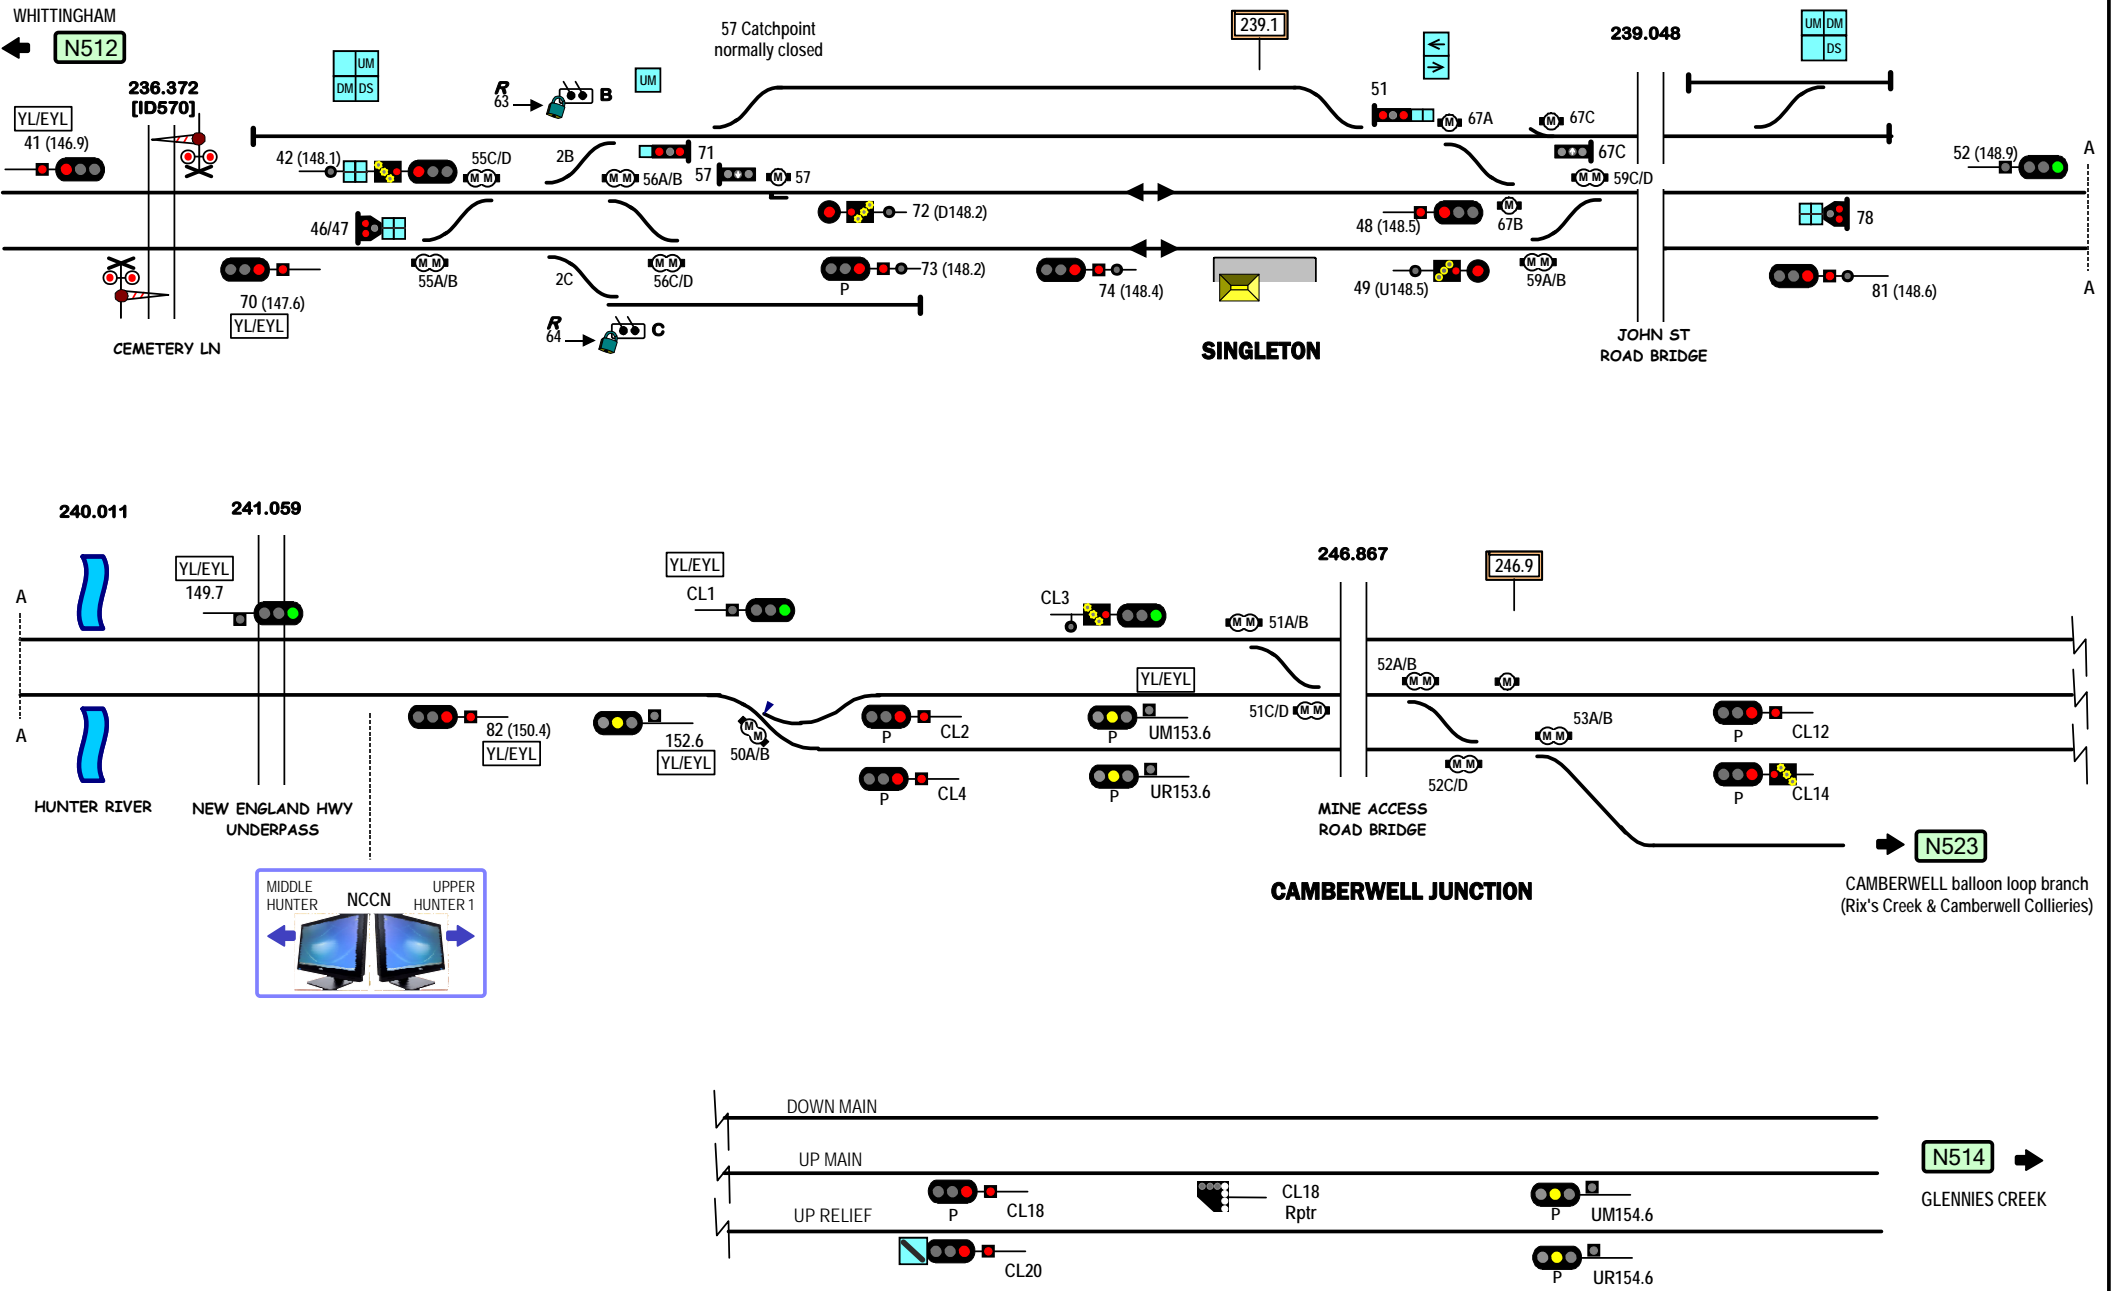 WHITTINGHAM
N512
236.372
[ID570]
YL/EYL
41 (146.9)
UM
DM DS
42 (148.1)
55C/D
R
63
B
UM
57 Catchpoint
normally closed
2B
71
56A/B
57
57
239.1
51
67A
67C
67C
239.048
UM DM
DS
59C/D
52 (148.9)
A
46/47
72 (D148.2)
48 (148.5)
67B
78
70 (147.6)
YL/EYL
55A/B
2C
56C/D
73 (148.2)
P
74 (148.4)
49 (U148.5)
59A/B
81 (148.6)
A
R
64
C
CEMETERY LN
SINGLETON
JOHN ST
ROAD BRIDGE
240.011
241.059
YL/EYL
149.7
YL/EYL
CL1
CL3
51A/B
246.867
246.9
A
YL/EYL
52A/B
M
A
82 (150.4)
YL/EYL
152.6
YL/EYL
50A/B
P
CL2
P
UM153.6
51C/D
53A/B
P
CL12
P
CL4
P
UR153.6
52C/D
P
CL14
HUNTER RIVER
NEW ENGLAND HWY
UNDERPASS
MINE ACCESS
ROAD BRIDGE
N523
CAMBERWELL balloon loop branch
(Rix's Creek & Camberwell Collieries)
CAMBERWELL JUNCTION
MIDDLE
HUNTER
NCCN
UPPER
HUNTER 1
DOWN MAIN
UP MAIN
P
CL18
CL18
Rptr
P
UM154.6
N514
GLENNIES CREEK
UP RELIEF
CL20
P
UR154.6